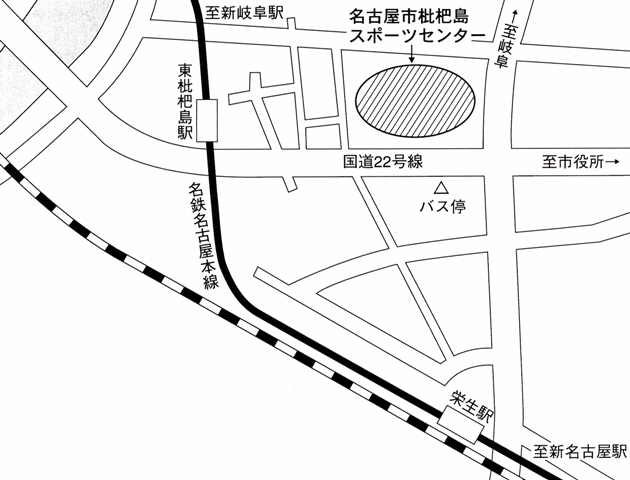 至新岐阜駅
名古屋市枇杷島
スポーツセンター
→至岐阜
東枇杷島駅
国道22号線
至市役所→
バス停
名鉄名古屋本線
栄生駅
至新名古屋駅